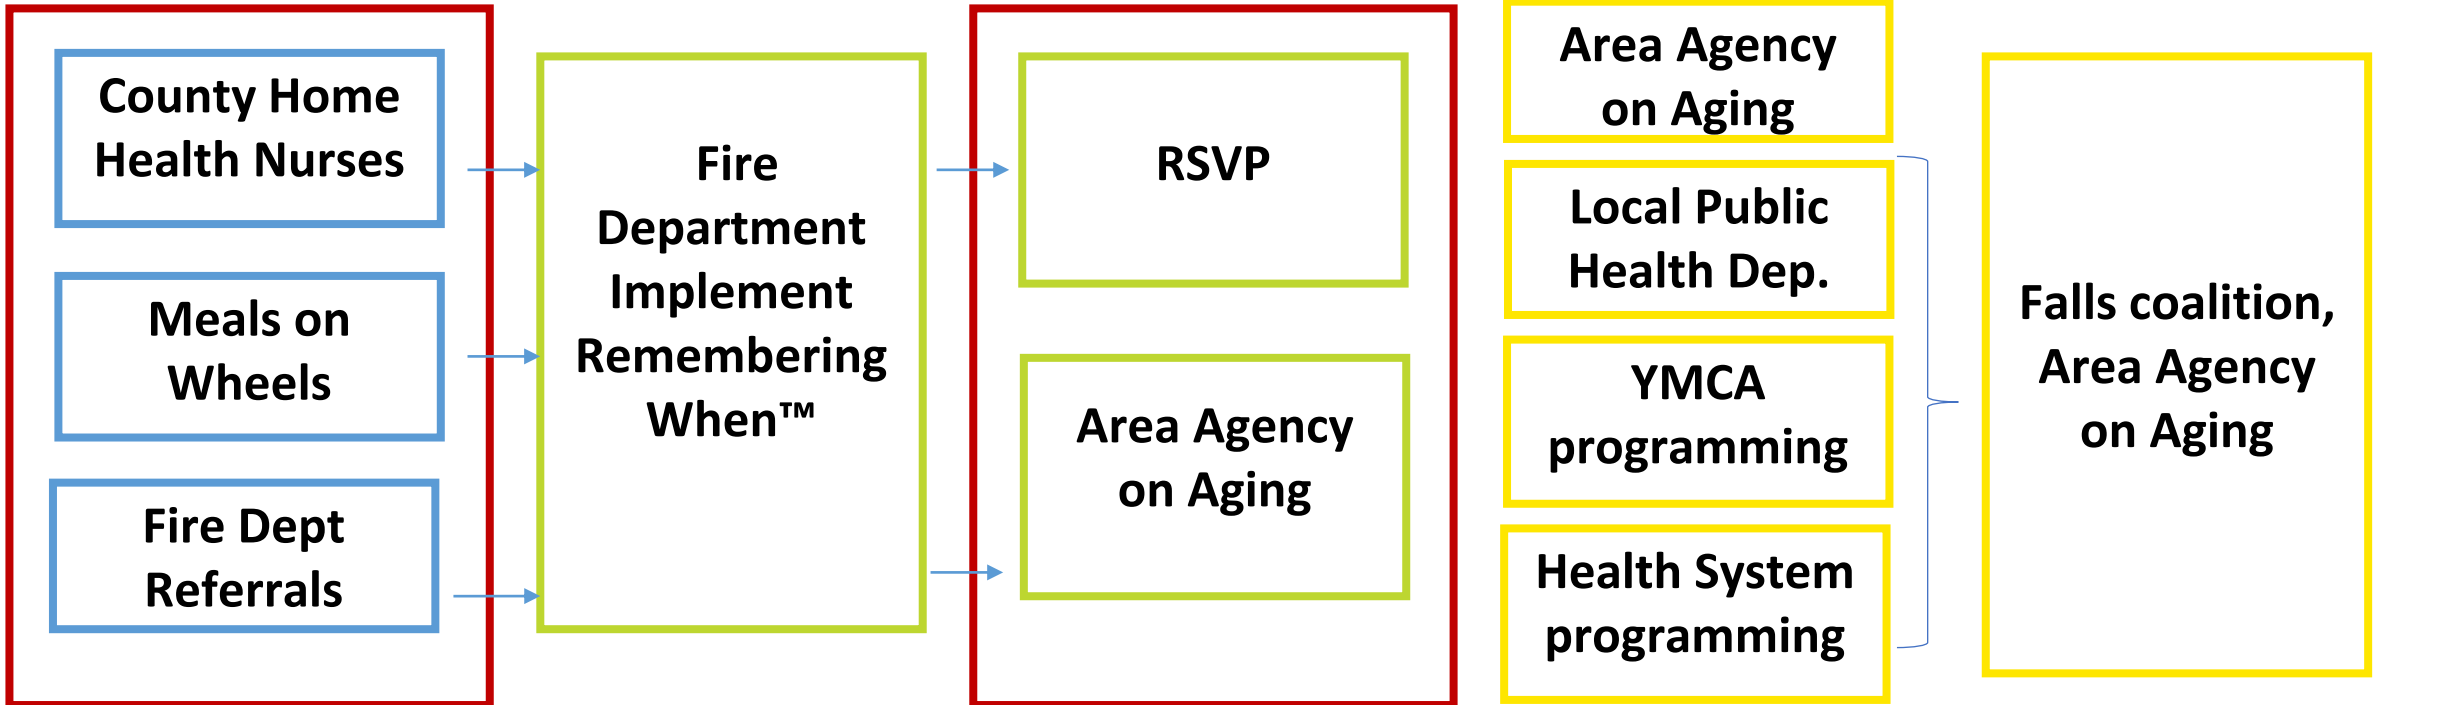 County Home
Health Nurses
Meals on
Wheels
Fire Dept
Referrals
Fire
Department
Implement
Remembering
When™
RSVP
Area Agency
on Aging
Area Agency
on Aging
Local Public
Health Dep.
YMCA
programming
Health System
programming
Falls coalition,
Area Agency
on Aging